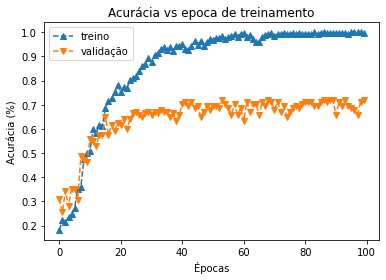 Acurácia vs epoca de treinamento
treino
validação
Acurácia (%)
1.0
0.9
0.8
0.7
0.6
0.5
0.4
0.3
0.2
0 20 40 60 80 100
Épocas